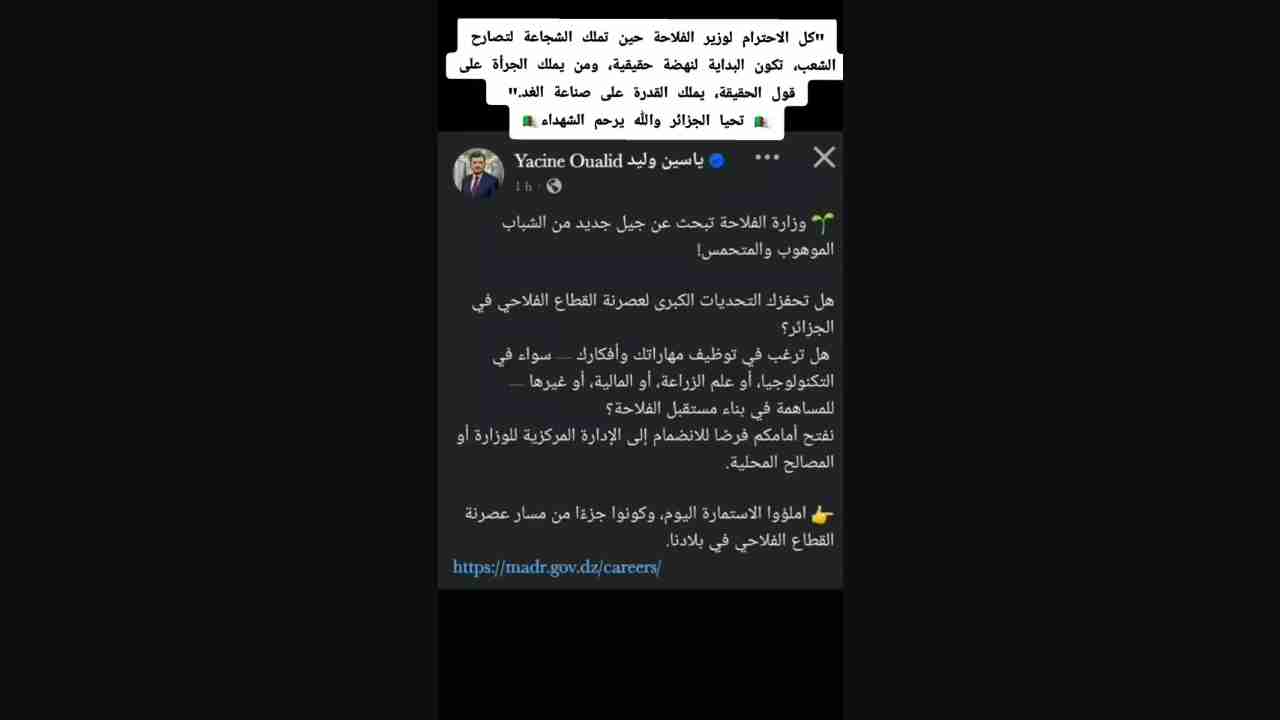 "كل الاحترام لوزير الفلاحة حين تملك الشجاعة لتصارح
الشعب، تكون البداية لنهضة حقيقية، ومن يملك الجرأة على
قول الحقيقة، يملك القدرة على صناعة الغد."
🇩🇿 تحيا الجزائر والله يرحم الشهداء 🇩🇿
Yacine Oualid ياسين وليد
1 h
🌱 وزارة الفلاحة تبحث عن جيل جديد من الشباب
الموهوب والمتحمس!
هل تحفزك التحديات الكبرى لعصرنة القطاع الفلاحي في
الجزائر؟
هل ترغب في توظيف مهاراتك وأفكارك — سواء في
التكنولوجيا، أو علم الزراعة، أو المالية، أو غيرها —
للمساهمة في بناء مستقبل الفلاحة؟
نفتح أمامكم فرصًا للانضمام إلى الإدارة المركزية للوزارة أو
المصالح المحلية.
👉 املؤوا الاستمارة اليوم، وكونوا جزءًا من مسار عصرنة
القطاع الفلاحي في بلادنا.
https://madr.gov.dz/careers/